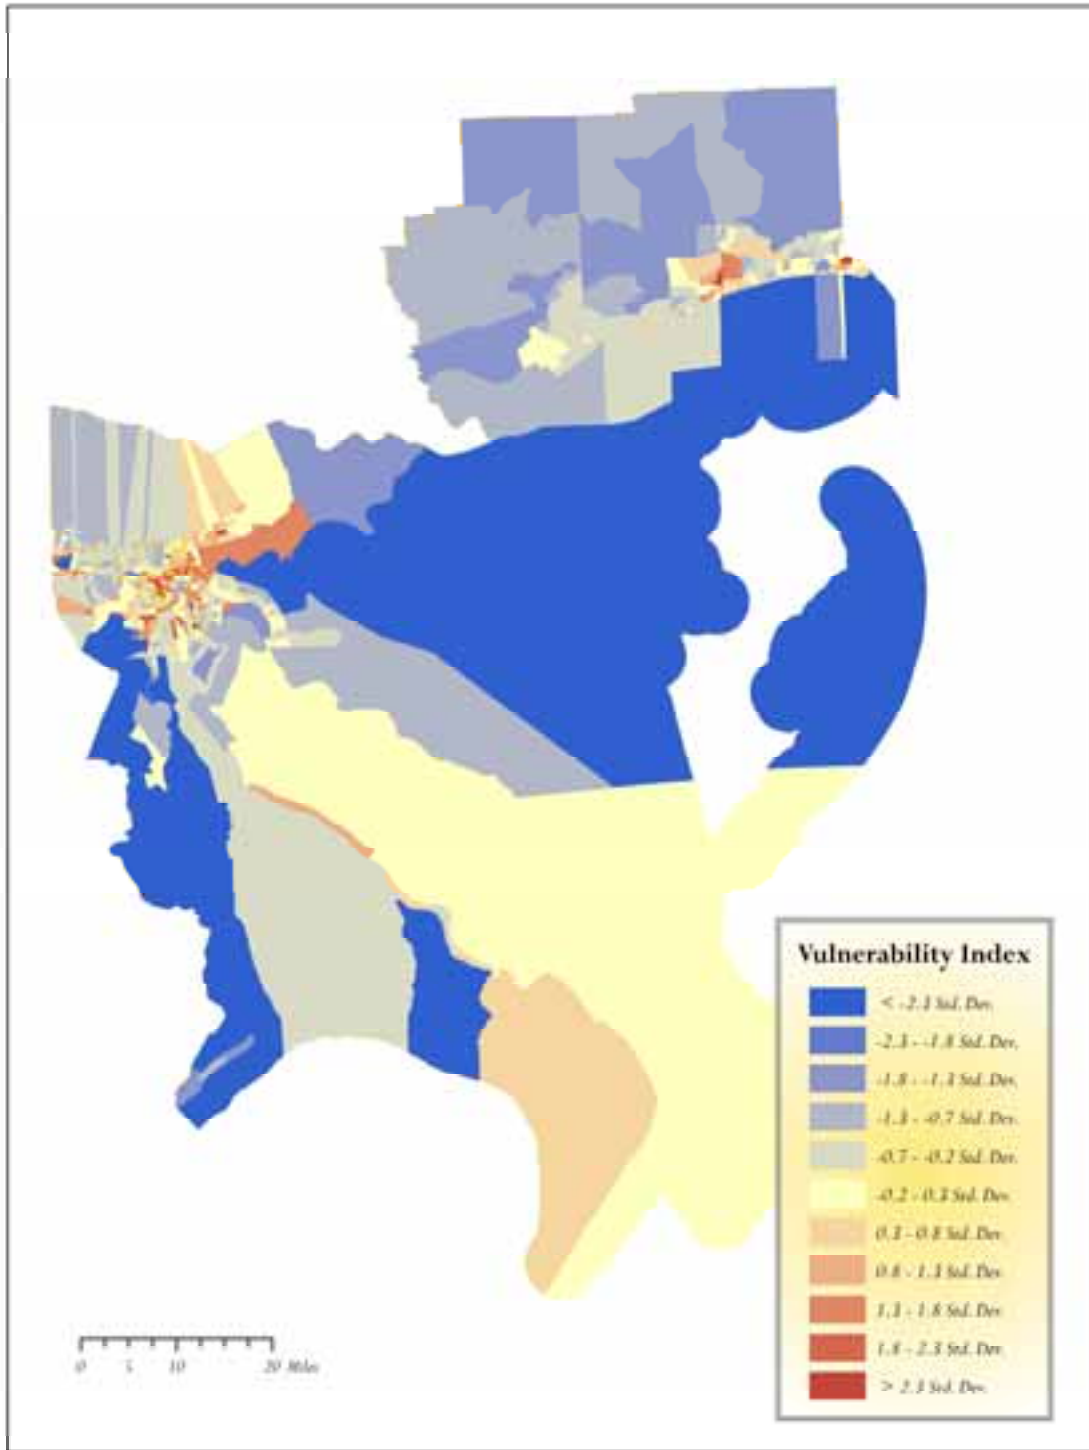 Vulnerability Index
< -2.3 Std. Dev.
-2.3 - -1.8 Std. Dev.
-1.8 - -1.3 Std. Dev.
-1.3 - -0.7 Std. Dev.
-0.7 - -0.2 Std. Dev.
-0.2 - 0.3 Std. Dev.
0.3 - 0.8 Std. Dev.
0.8 - 1.3 Std. Dev.
1.3 - 1.8 Std. Dev.
1.8 - 2.3 Std. Dev.
> 2.3 Std. Dev.
0 5 10 20 Miles